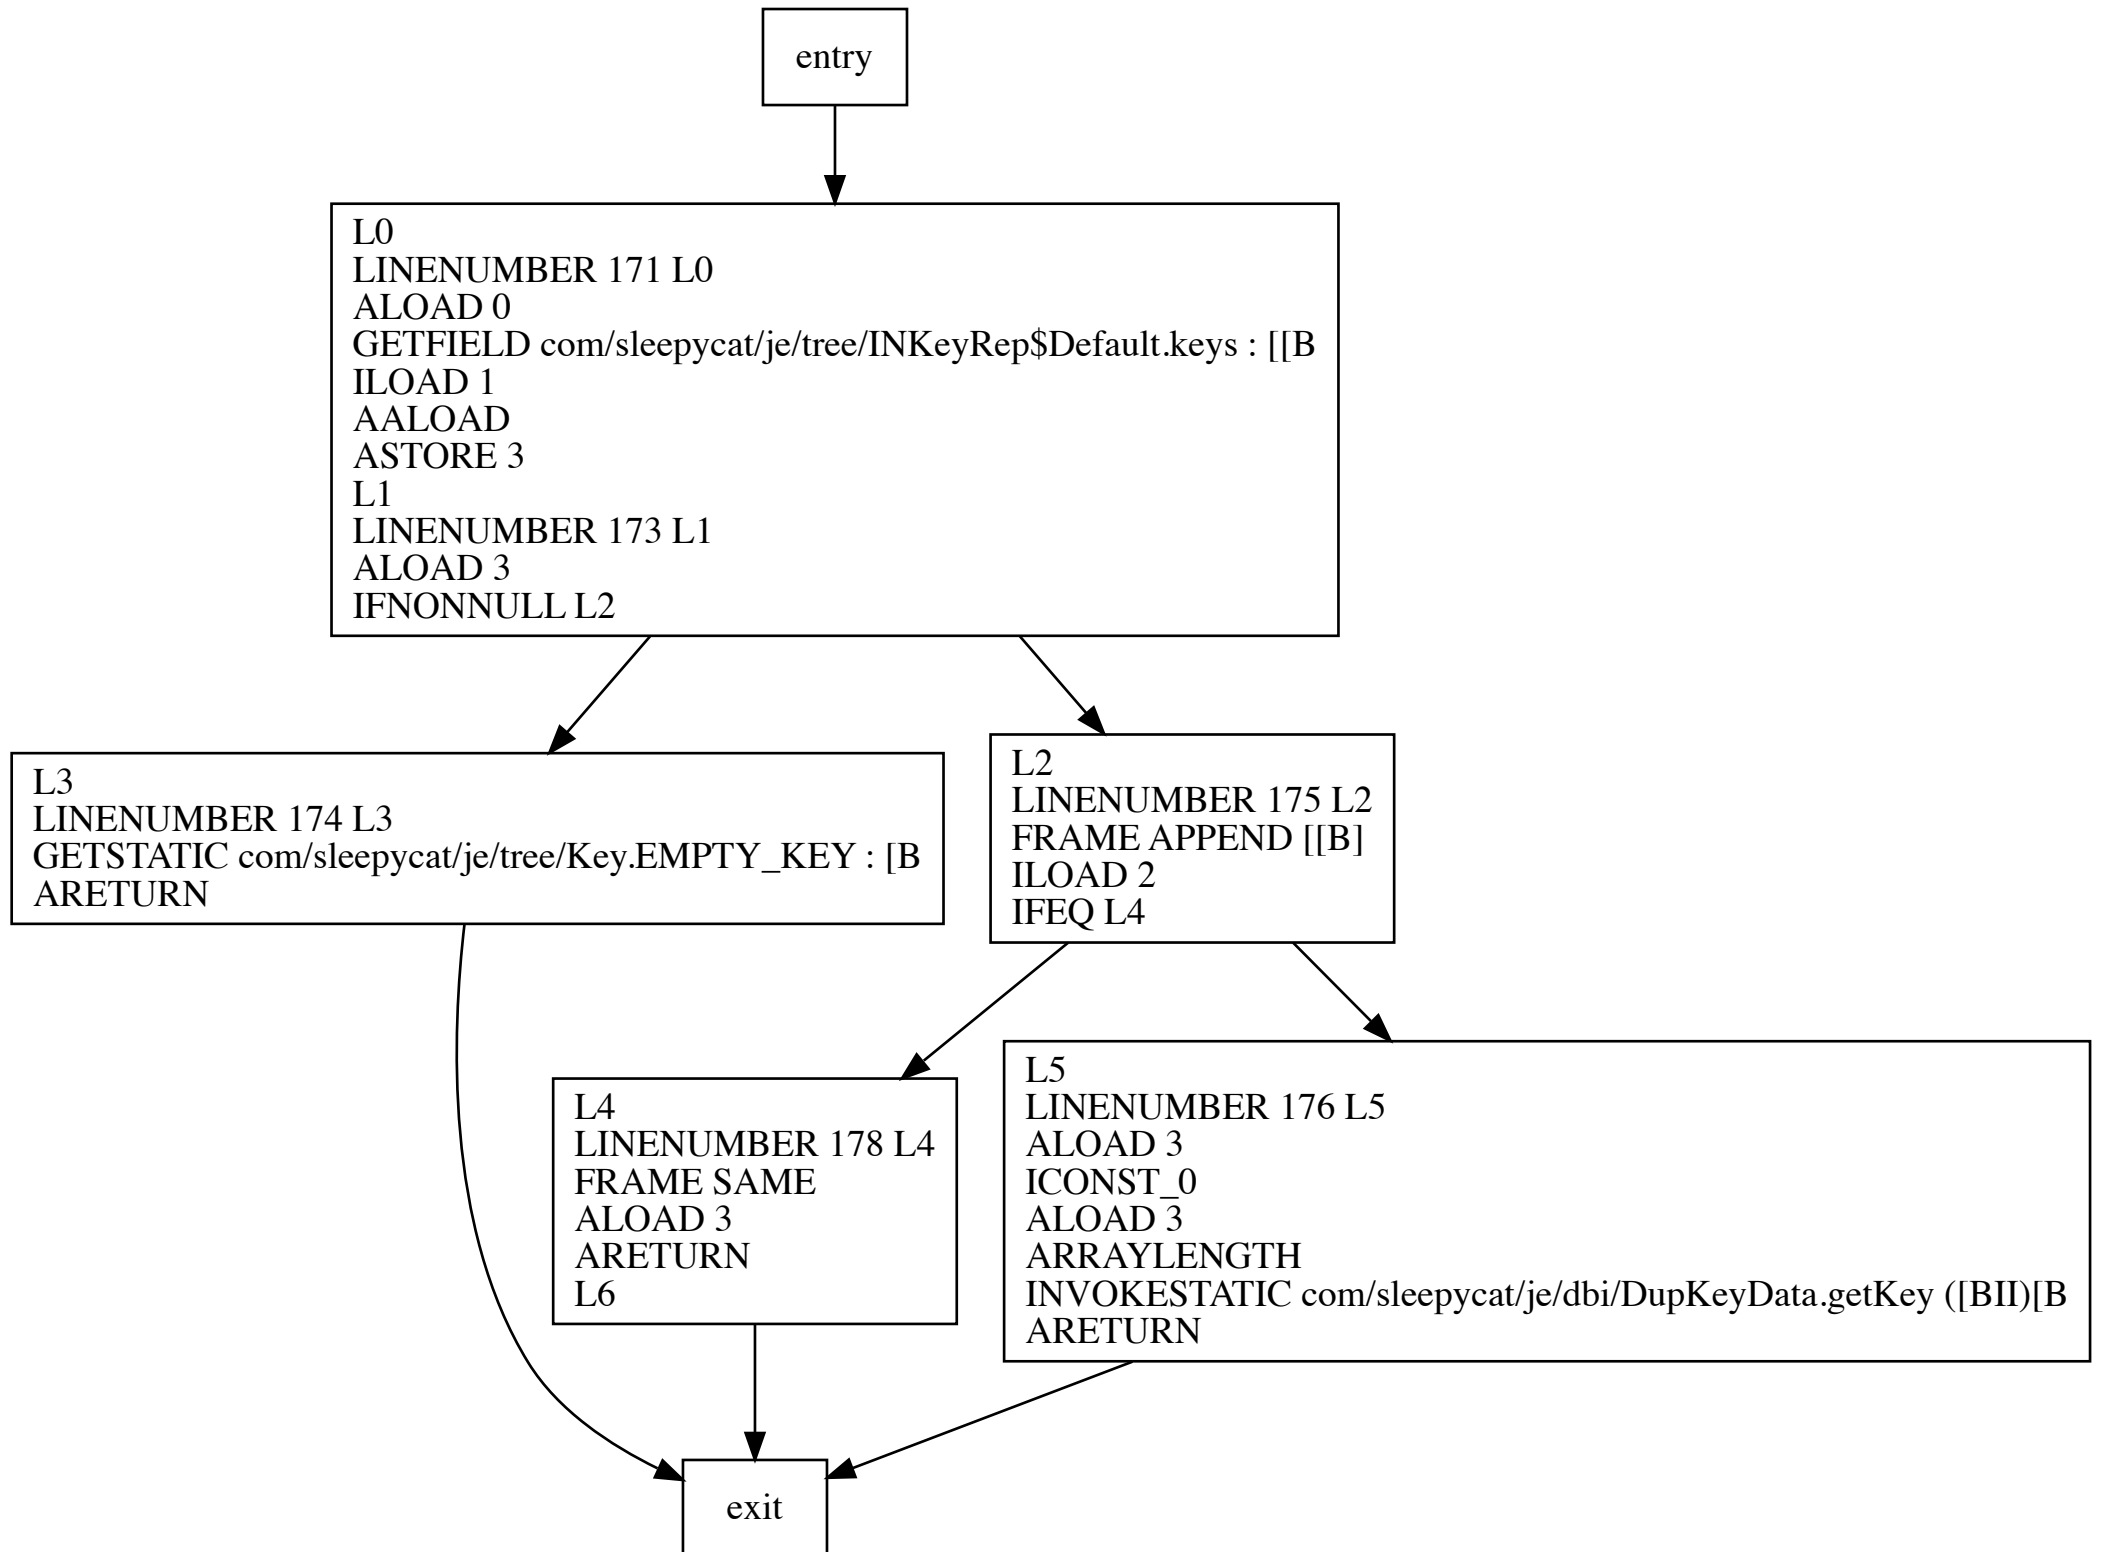 entry
L0
LINENUMBER 171 L0
ALOAD 0
GETFIELD com/sleepycat/je/tree/INKeyRep$Default.keys : [[B
ILOAD 1
AALOAD
ASTORE 3
L1
LINENUMBER 173 L1
ALOAD 3
IFNONNULL L2
L3
LINENUMBER 174 L3
GETSTATIC com/sleepycat/je/tree/Key.EMPTY_KEY : [B
ARETURN
L2
LINENUMBER 175 L2
FRAME APPEND [[B]
ILOAD 2
IFEQ L4
L4
LINENUMBER 178 L4
FRAME SAME
ALOAD 3
ARETURN
L6
L5
LINENUMBER 176 L5
ALOAD 3
ICONST_0
ALOAD 3
ARRAYLENGTH
INVOKESTATIC com/sleepycat/je/dbi/DupKeyData.getKey ([BII)[B
ARETURN
exit